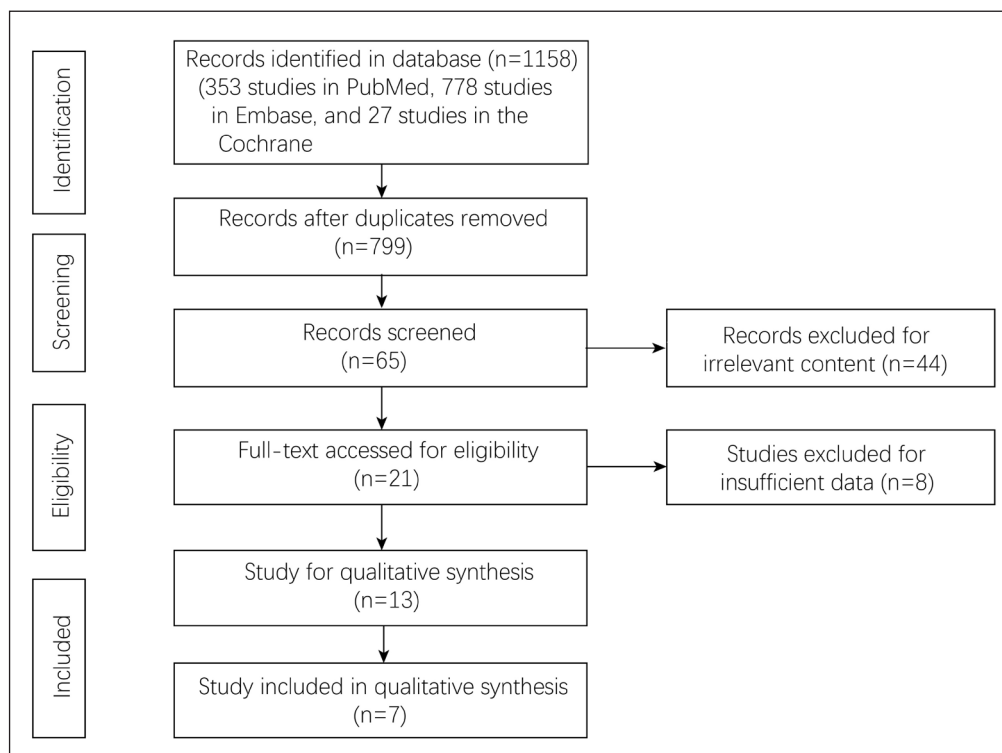 Identification
Records identified in database (n=1158)
(353 studies in PubMed, 778 studies
in Embase, and 27 studies in the
Cochrane
Records after duplicates removed
(n=799)
Screening
Records screened
(n=65)
Records excluded for
irrelevant content (n=44)
Eligibility
Full-text accessed for eligibility
(n=21)
Studies excluded for
insufficient data (n=8)
Study for qualitative synthesis
(n=13)
Included
Study included in qualitative synthesis
(n=7)